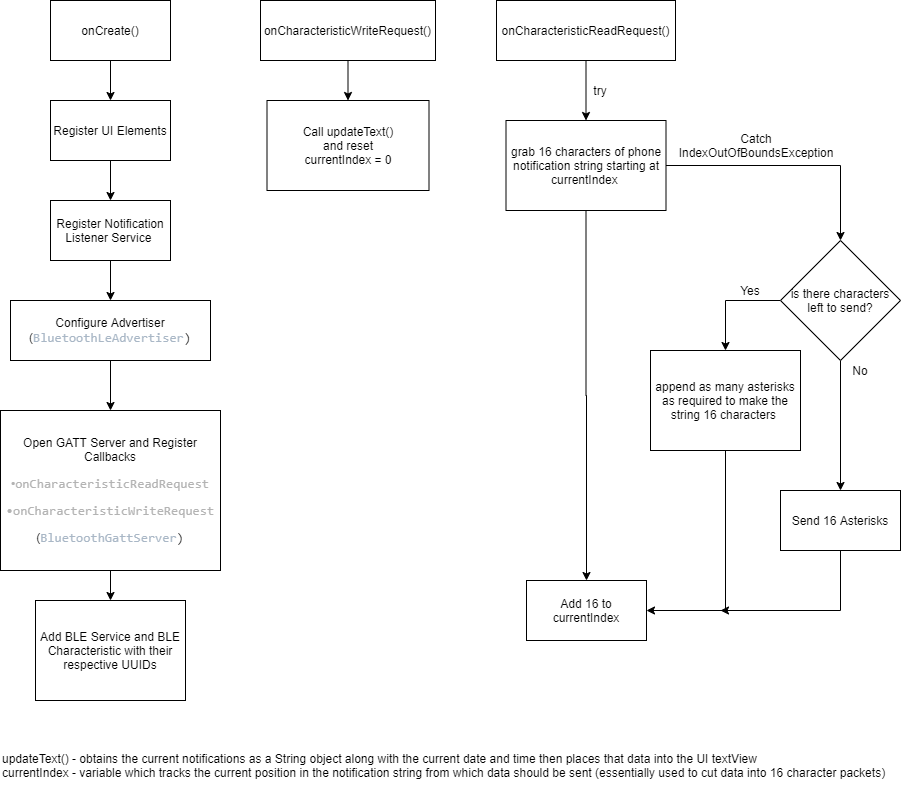 onCreate()
Register UI Elements
Register Notification
Listener Service
Configure Advertiser
(BluetoothLeAdvertiser)
Open GATT Server and Register
Callbacks
•onCharacteristicReadRequest
•onCharacteristicWriteRequest
(BluetoothGattServer)
Add BLE Service and BLE
Characteristic with their
respective UUIDs
onCharacteristicWriteRequest()
Call updateText()
and reset
currentIndex = 0
onCharacteristicReadRequest()
try
grab 16 characters of phone
notification string starting at
currentIndex
Catch
IndexOutOfBoundsException
is there characters
left to send?
Yes
No
append as many asterisks
as required to make the
string 16 characters
Send 16 Asterisks
Add 16 to
currentIndex
updateText() - obtains the current notifications as a String object along with the current date and time then places that data into the UI textView
currentIndex - variable which tracks the current position in the notification string from which data should be sent (essentially used to cut data into 16 character packets)